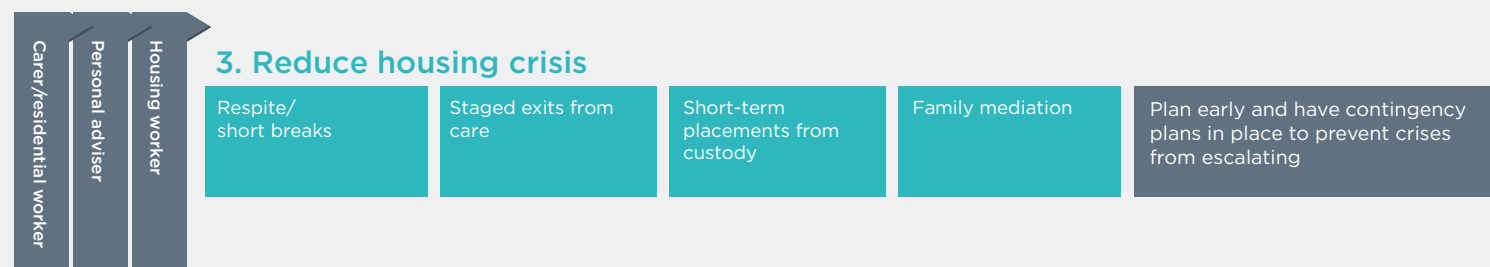 Carer/residential worker
Personal adviser
Housing worker
3. Reduce housing crisis
Respite/
short breaks
Staged exits from
care
Short-term
placements from
custody
Family mediation
Plan early and have contingency
plans in place to prevent crises
from escalating